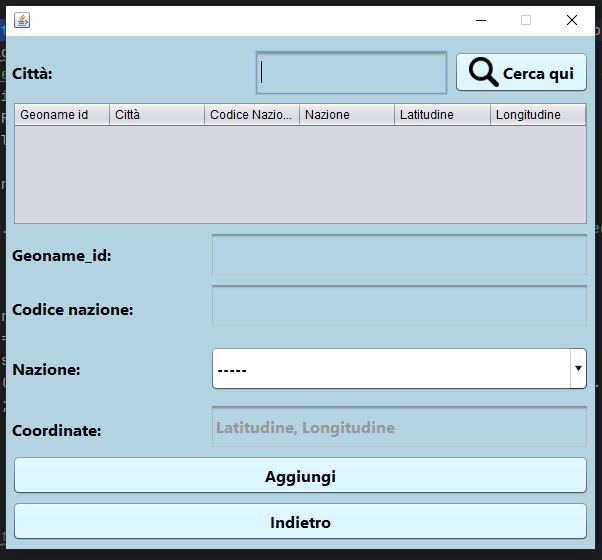 Città:
Cerca qui
Geoname id Città Codice Nazio... Nazione Latitudine Longitudine
Geoname_id:
Codice nazione:
Nazione: -----
Coordinate: Latitudine, Longitudine
Aggiungi
Indietro